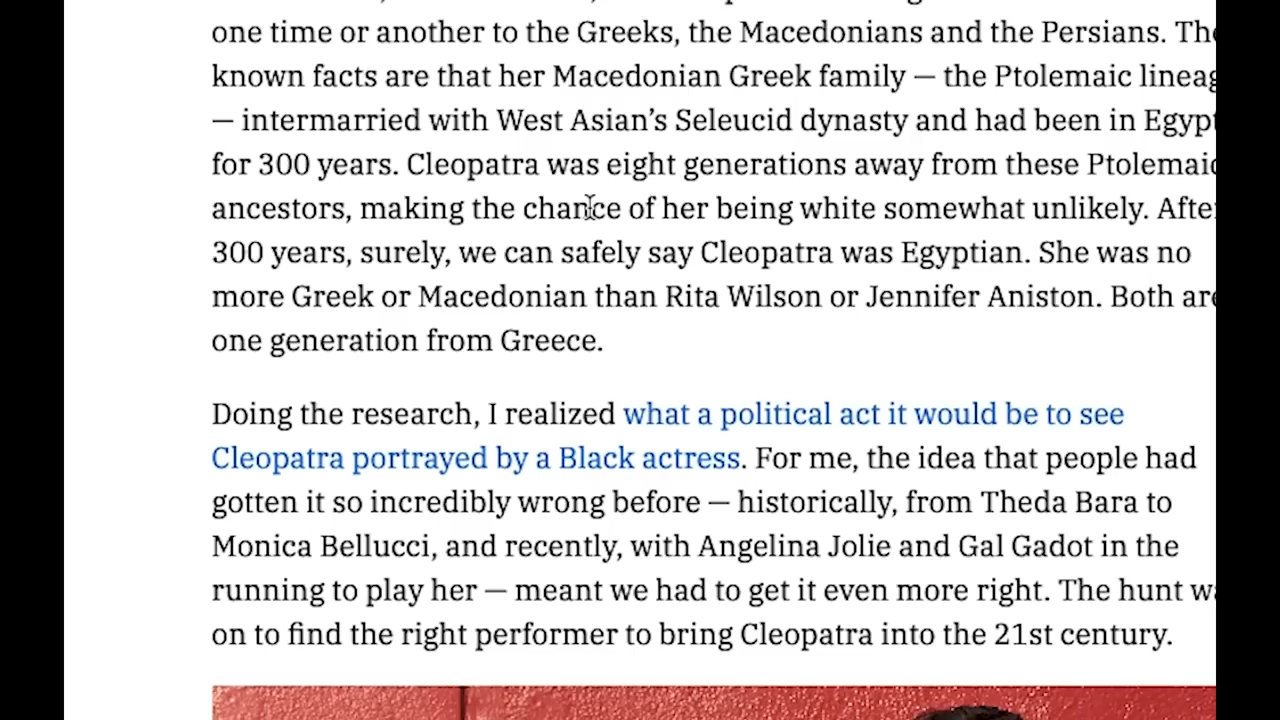 one time or another to the Greeks, the Macedonians and the Persians. The
known facts are that her Macedonian Greek family — the Ptolemaic lineag
— intermarried with West Asian’s Seleucid dynasty and had been in Egypt
for 300 years. Cleopatra was eight generations away from these Ptolemaic
ancestors, making the chance of her being white somewhat unlikely. After
300 years, surely, we can safely say Cleopatra was Egyptian. She was no
more Greek or Macedonian than Rita Wilson or Jennifer Aniston. Both are
one generation from Greece.
Doing the research, I realized what a political act it would be to see
Cleopatra portrayed by a Black actress. For me, the idea that people had
gotten it so incredibly wrong before — historically, from Theda Bara to
Monica Bellucci, and recently, with Angelina Jolie and Gal Gadot in the
running to play her — meant we had to get it even more right. The hunt wa
on to find the right performer to bring Cleopatra into the 21st century.